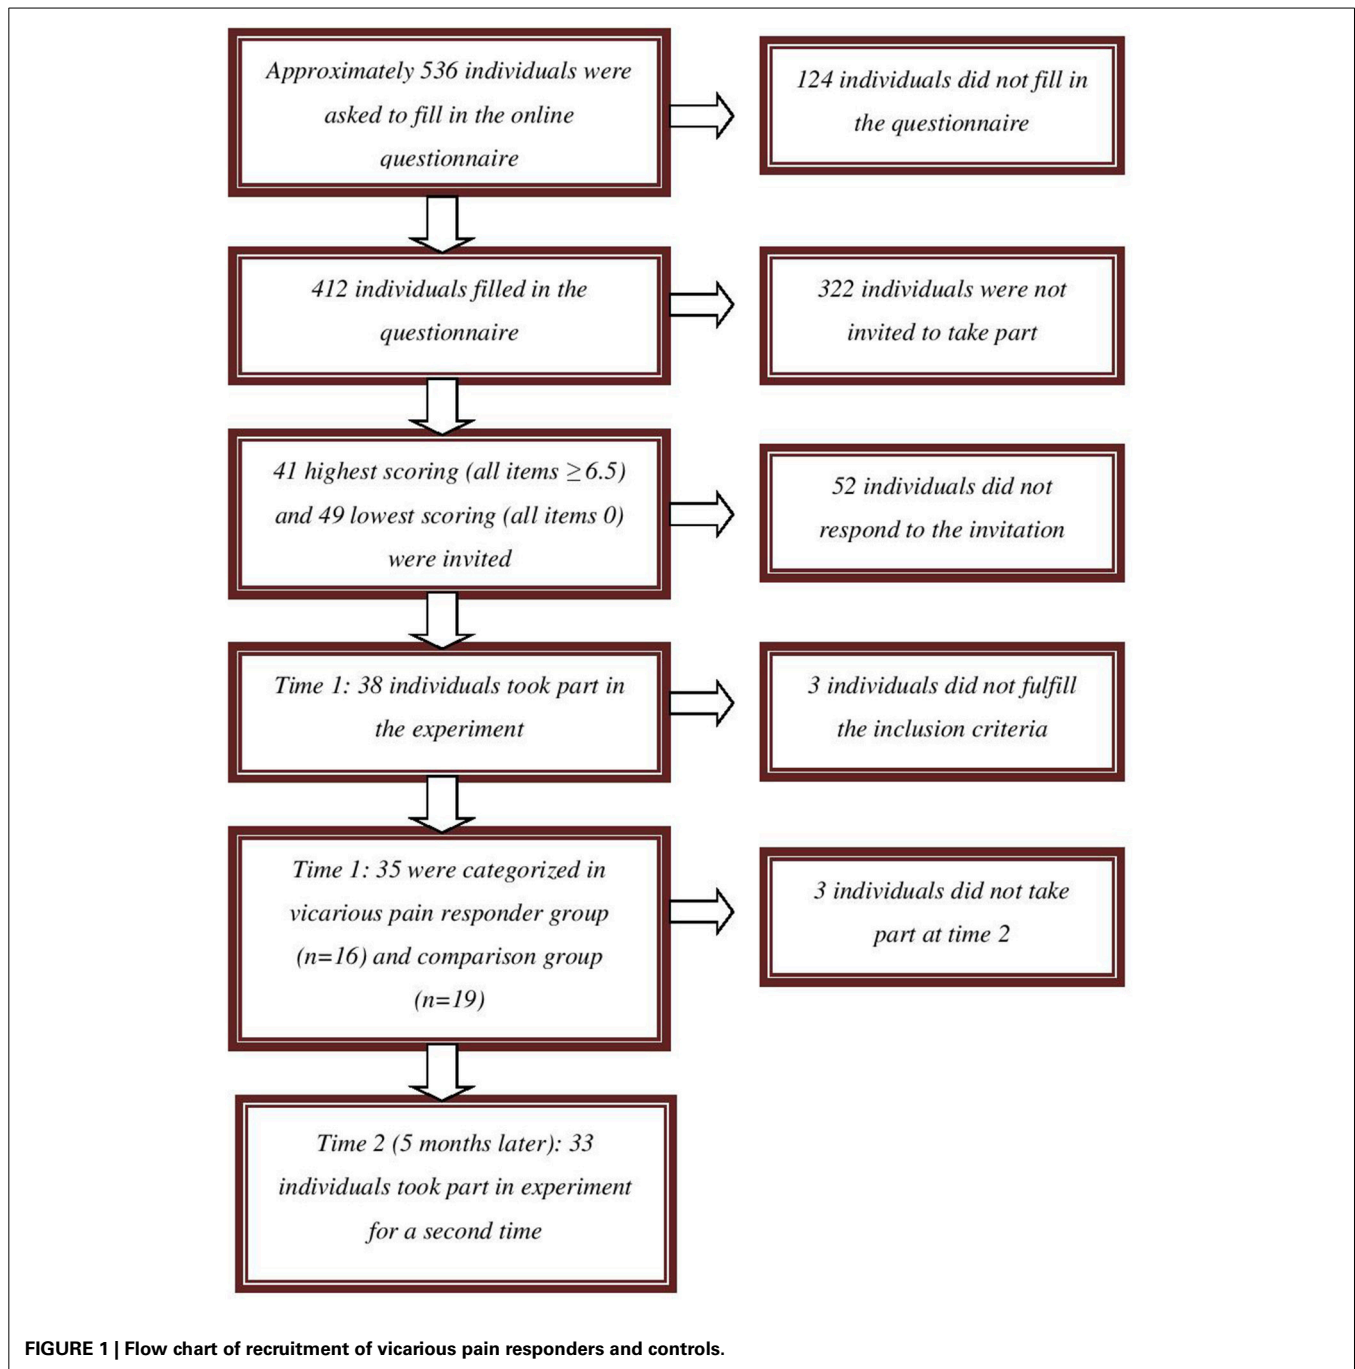 Approximately 536 individuals were
asked to fill in the online
questionnaire
124 individuals did not fill in
the questionnaire
412 individuals filled in the
questionnaire
322 individuals were not
invited to take part
41 highest scoring (all items ≥6.5)
and 49 lowest scoring (all items 0)
were invited
52 individuals did not
respond to the invitation
Time 1: 38 individuals took part in
the experiment
3 individuals did not fulfill
the inclusion criteria
Time 1: 35 were categorized in
vicarious pain responder group
(n=16) and comparison group
(n=19)
3 individuals did not take
part at time 2
Time 2 (5 months later): 33
individuals took part in experiment
for a second time
FIGURE 1 | Flow chart of recruitment of vicarious pain responders and controls.